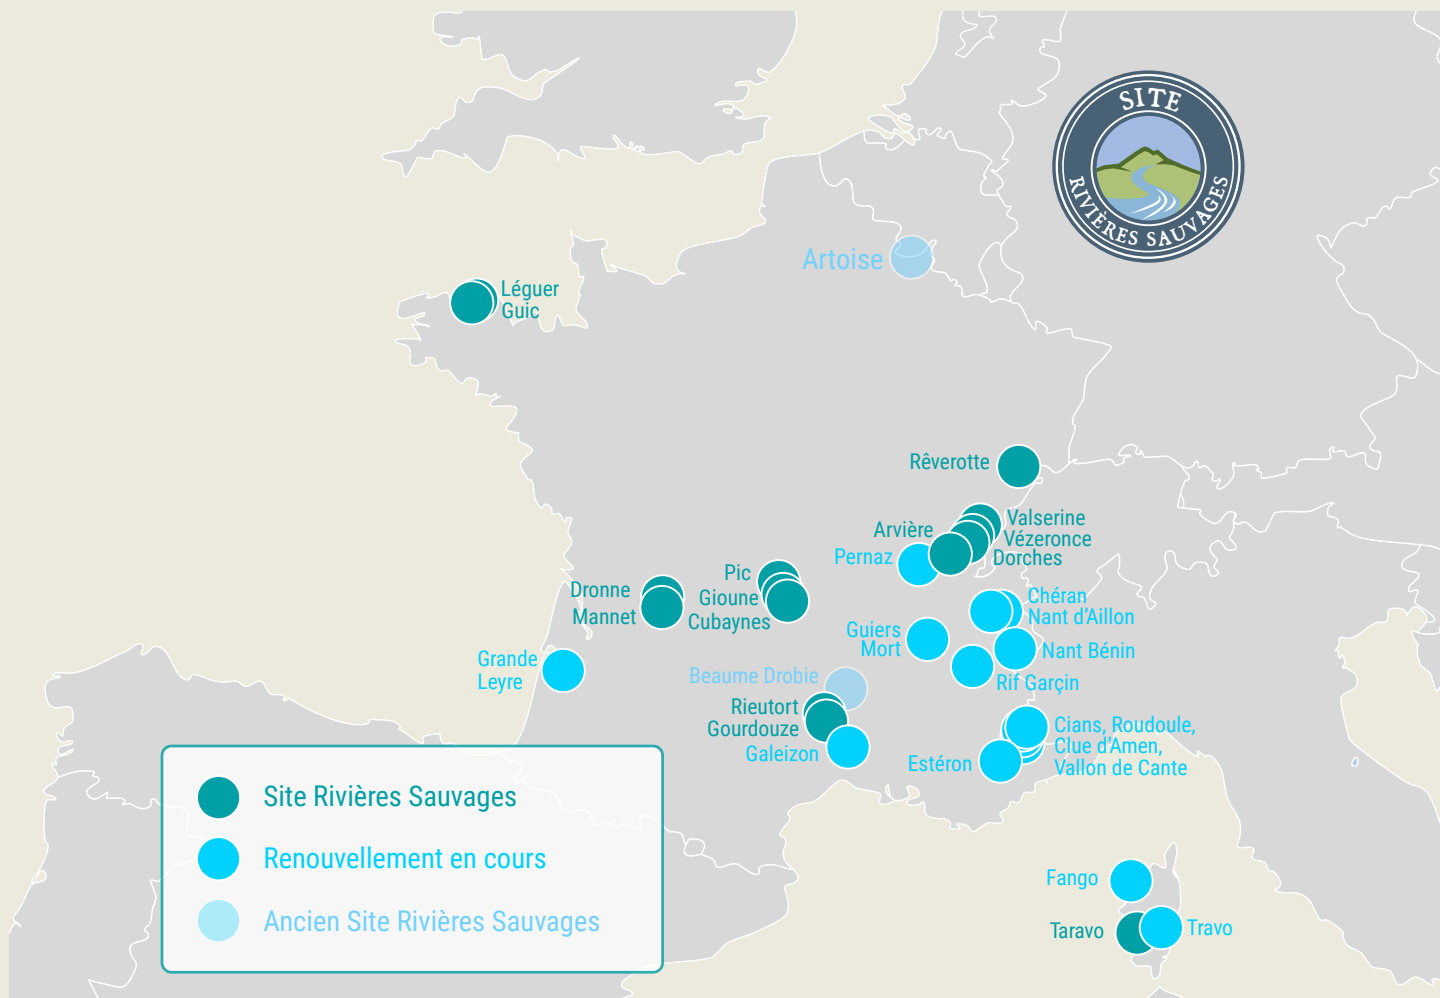 SITE
RIVIÈRES SAUVAGES
Artoise
Léguer
Guic
Rêverotte
Valserine
Arvière
Vézeronce
Pernaz
Dorches
Pic
Dronne
Gioune
Mannet
Cubaynes
Chéran
Nant d'Aillon
Guiers
Mort
Nant Bénin
Grande
Leyre
Beaume Drobie
Rif Garçin
Rieutort
Gourdouze
Galeizon
Cians, Roudoule,
Clue d'Amen,
Vallon de Cante
Estéron
Site Rivières Sauvages
Renouvellement en cours
Ancien Site Rivières Sauvages
Fango
Taravo
Travo